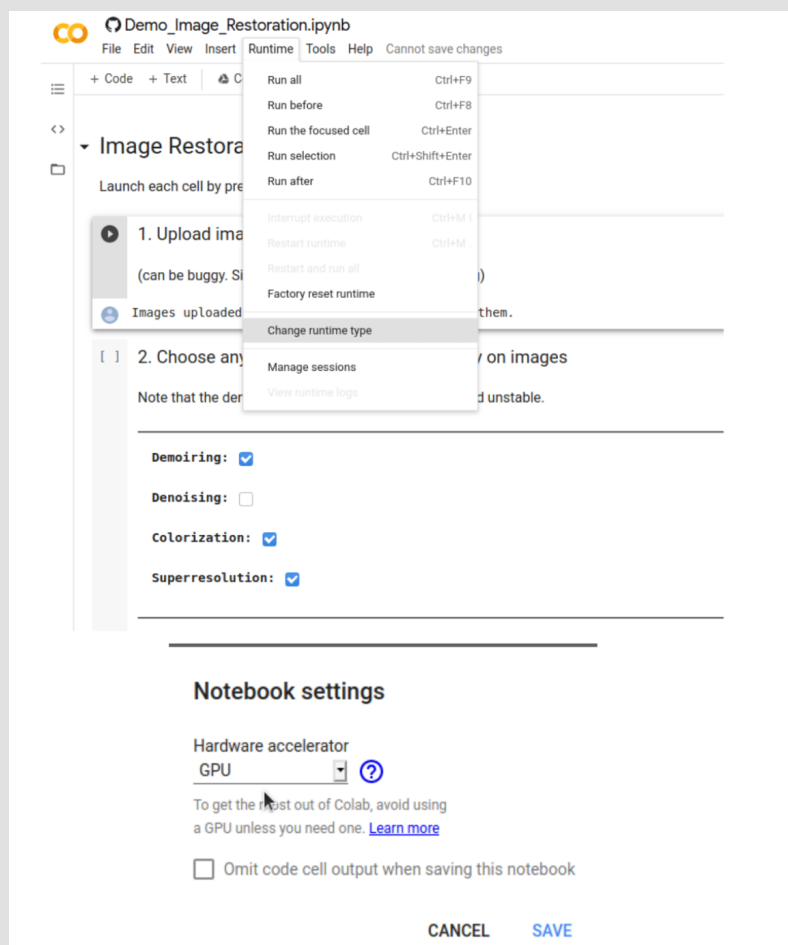 Demo_Image_Restoration.ipynb
File Edit View Insert Runtime Tools Help Cannot save changes
+ Code + Text C
Run all Ctrl+F9
Run before Ctrl+F8
Run the focused cell Ctrl+Enter
Run selection Ctrl+Shift+Enter
Run after Ctrl+F10
Interrupt execution Ctrl+M I
Restart runtime Ctrl+M .
Restart and run all
Factory reset runtime
Change runtime type
Manage sessions
View runtime logs
Image Restora
Launch each cell by pre
1. Upload ima
(can be buggy. Si )
Images uploaded them.
[ ] 2. Choose any y on images
Note that the der d unstable.
Demoiring:
Denoising:
Colorization:
Superresolution:
Notebook settings
Hardware accelerator
GPU
To get the most out of Colab, avoid using
a GPU unless you need one. Learn more
Omit code cell output when saving this notebook
CANCEL SAVE